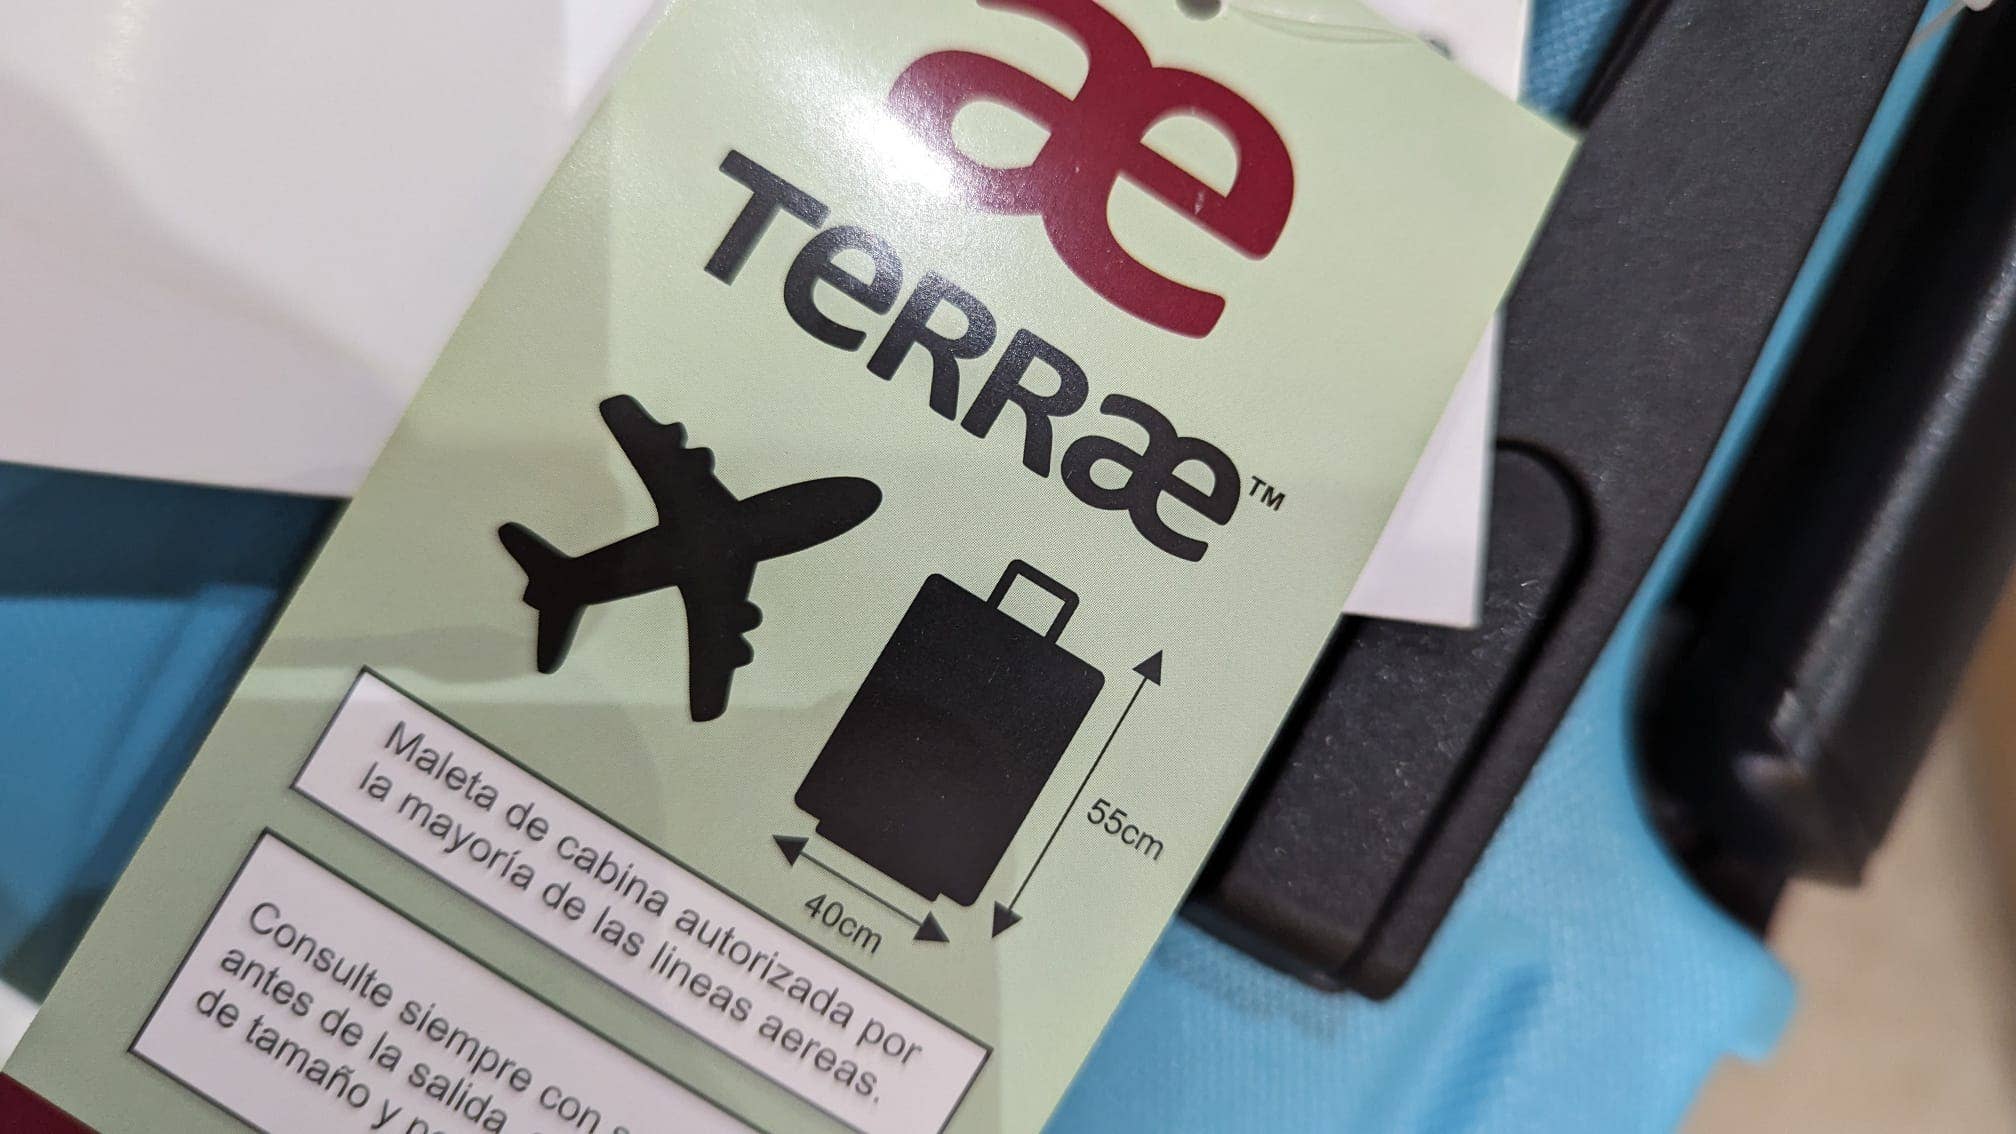 æ
TeRRæ™
55cm
40cm
Maleta de cabina autorizada por
la mayoría de las lineas aereas.
Consulte siempre con
antes de la salida
de tamaño y